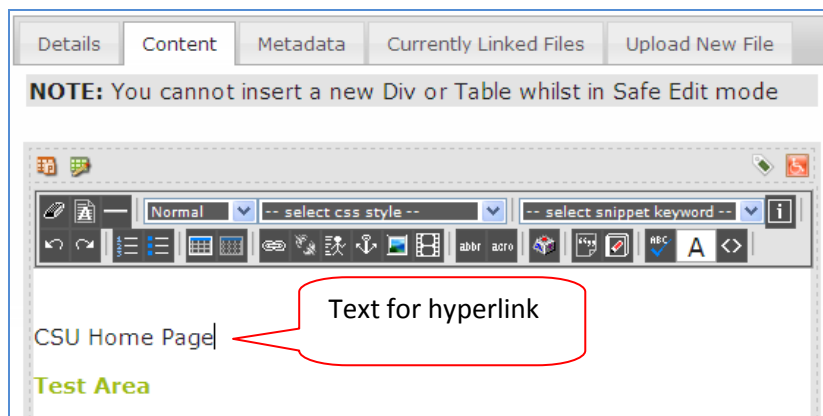 Details Content Metadata Currently Linked Files Upload New File
NOTE: You cannot insert a new Div or Table whilst in Safe Edit mode
Normal -- select css style -- -- select snippet keyword -- i
abbr acro ABC A <>
Text for hyperlink
CSU Home Page
Test Area